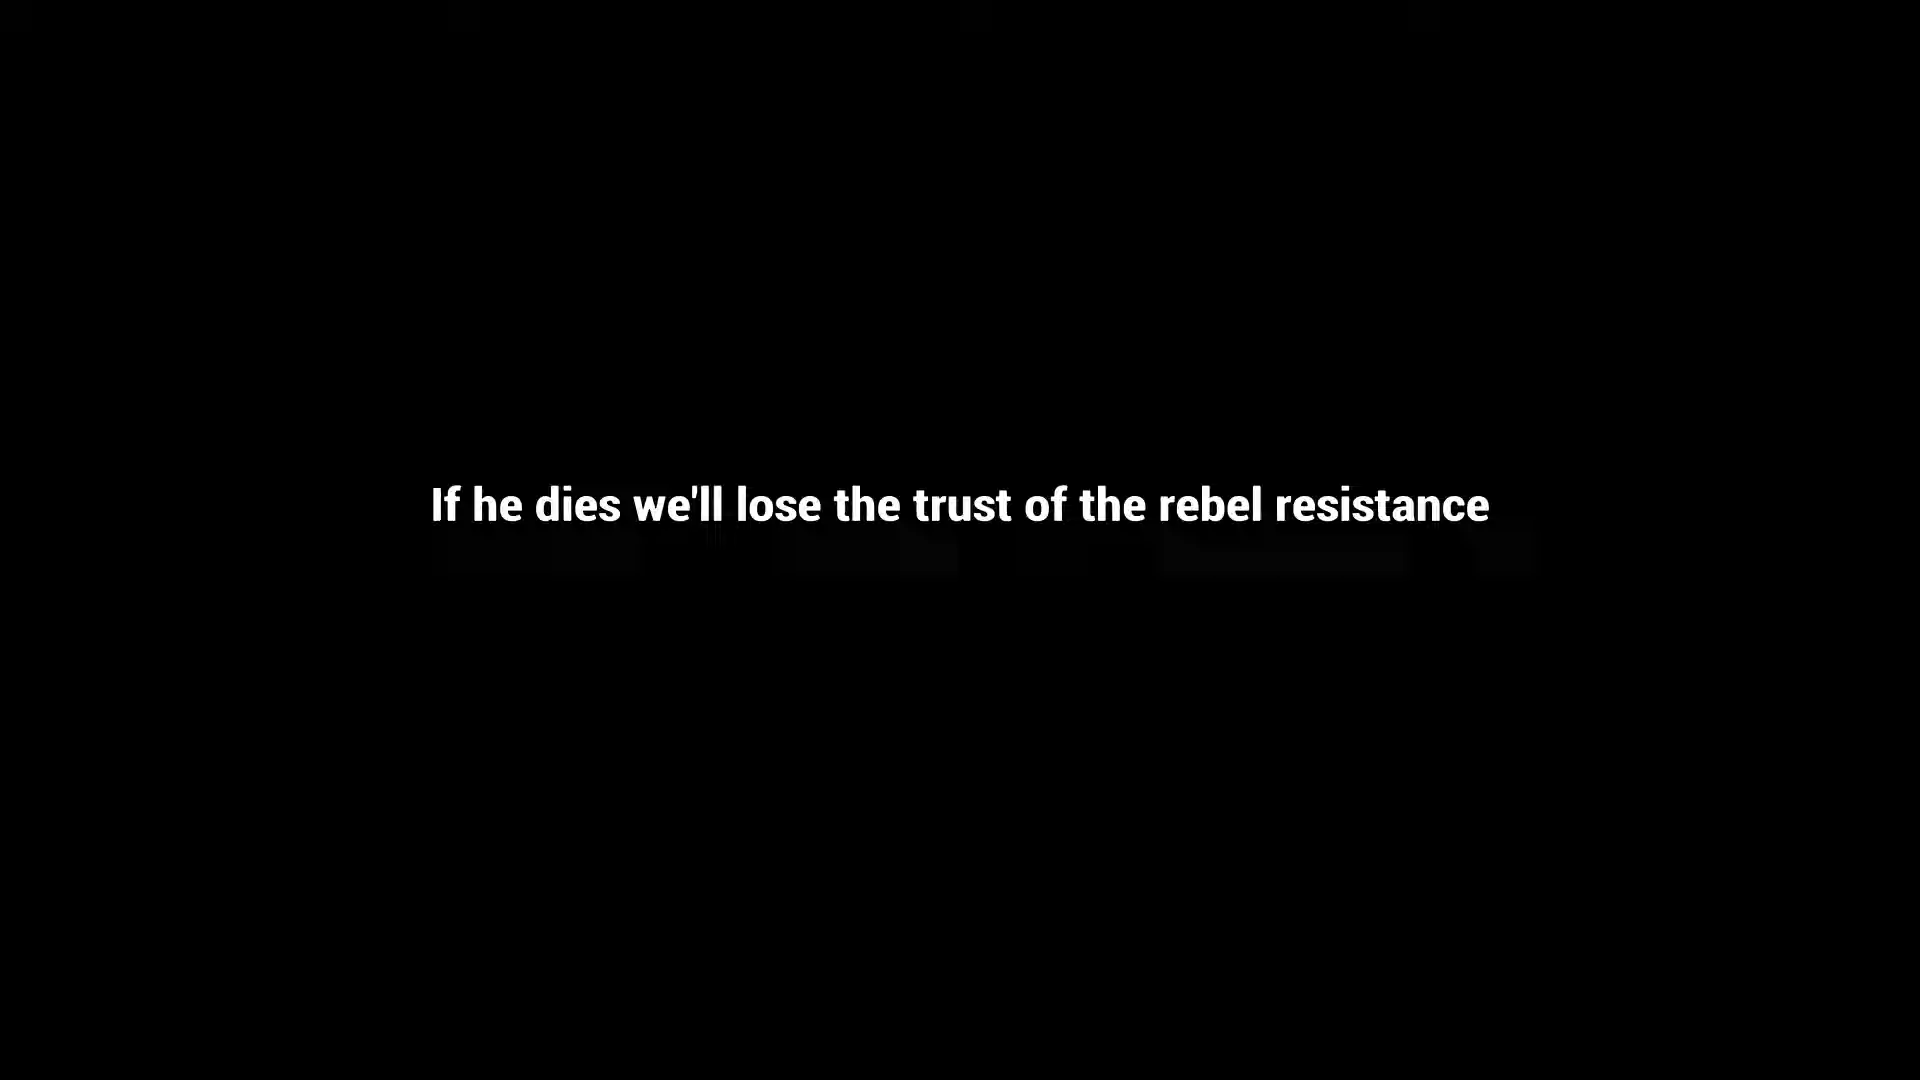 If he dies we'll lose the trust of the rebel resistance